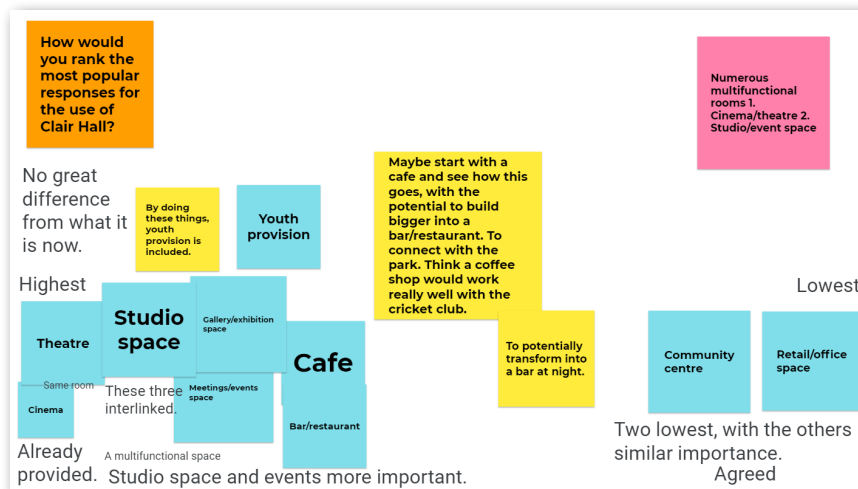 How would
you rank the
most popular
responses for
the use of
Clair Hall?
Numerous
multifunctional
rooms 1.
Cinema/theatre 2.
Studio/event space
No great
difference
from what it
is now.
By doing
these things,
youth
provision is
included.
Youth
provision
Maybe start with a
cafe and see how this
goes, with the
potential to build
bigger into a
bar/restaurant. To
connect with the
park. Think a coffee
shop would work
really well with the
cricket club.
Highest
Lowest
Theatre
Studio
space
Gallery/exhibition
space
Cafe
To potentially
transform into
a bar at night.
Community
centre
Retail/office
space
Same room
Cinema
These three
interlinked.
Meetings/events
space
Bar/restaurant
Already
provided.
A multifunctional space
Studio space and events more important.
Two lowest, with the others
similar importance.
Agreed